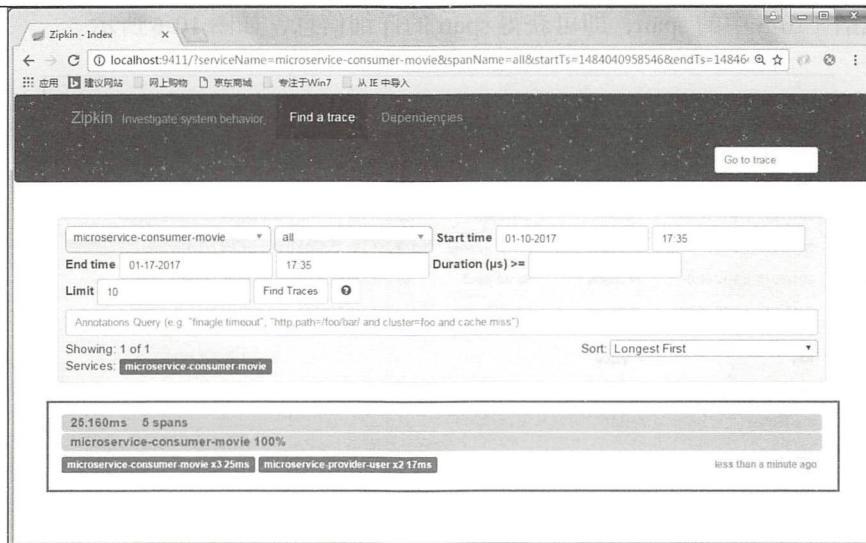 Zipkin - Index
localhost:9411/?serviceName=microservice-consumer-movie&spanName=all&startTs=1484040958546&endTs=14846
应用 建议网站 网上购物 京东商城 专注于Win7 从 IE 中导入
Zipkin Investigate system behavior Find a trace Dependencies
Go to trace
microservice-consumer-movie all Start time 01-10-2017 17:35
End time 01-17-2017 17:35 Duration (μs) >=
Limit 10 Find Traces
Annotations Query (e.g. "finagle.timeout", "http.path=/foo/bar/ and cluster=foo and cache.miss")
Showing: 1 of 1 Sort: Longest First
Services: microservice-consumer-movie
25.160ms 5 spans
microservice-consumer-movie 100%
microservice-consumer-movie x3 25ms microservice-provider-user x2 17ms less than a minute ago